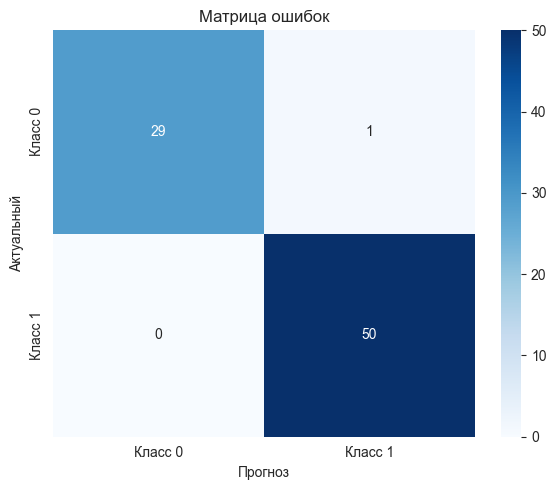 Матрица ошибок
50
40
30
20
10
0
Актуальный
Класс 0
Класс 1
29
1
0
50
Класс 0
Класс 1
Прогноз